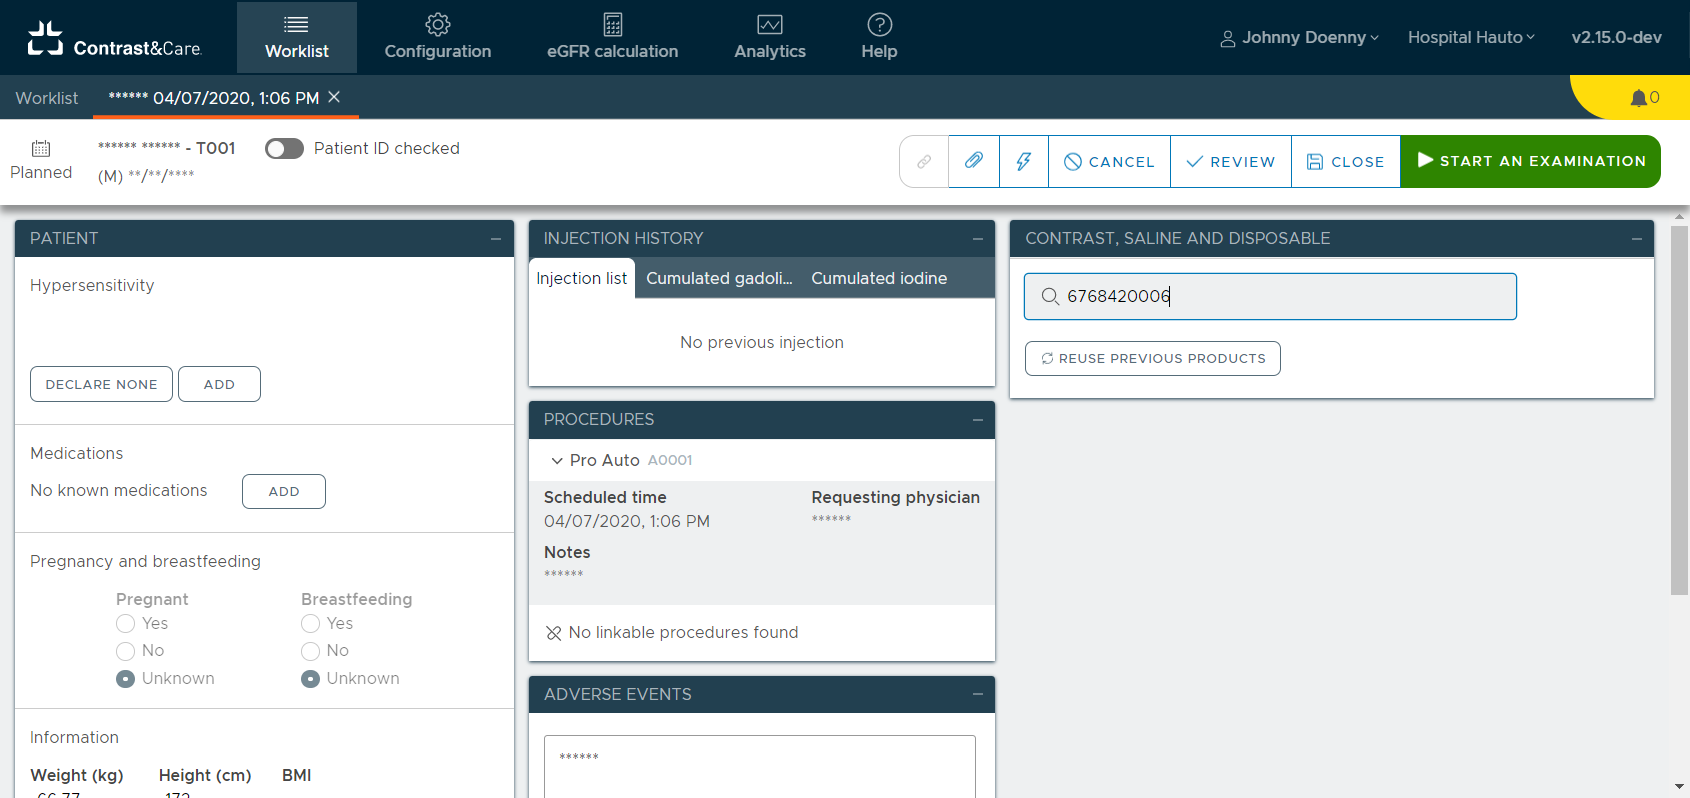 Contrast&Care
Worklist
Configuration
eGFR calculation
Analytics
Help
Johnny Doenny
Hospital Hauto
v2.15.0-dev
Worklist
****** 04/07/2020, 1:06 PM
0
Planned
****** ****** - T001
(M) **/**/****
Patient ID checked
CANCEL
REVIEW
CLOSE
START AN EXAMINATION
PATIENT
Hypersensitivity
DECLARE NONE
ADD
Medications
No known medications
ADD
Pregnancy and breastfeeding
Pregnant
Yes
No
Unknown
Breastfeeding
Yes
No
Unknown
Information
Weight (kg)
Height (cm)
BMI
INJECTION HISTORY
Injection list
Cumulated gadoli...
Cumulated iodine
No previous injection
PROCEDURES
Pro Auto A0001
Scheduled time
04/07/2020, 1:06 PM
Requesting physician
******
Notes
******
No linkable procedures found
ADVERSE EVENTS
******
CONTRAST, SALINE AND DISPOSABLE
6768420006
REUSE PREVIOUS PRODUCTS